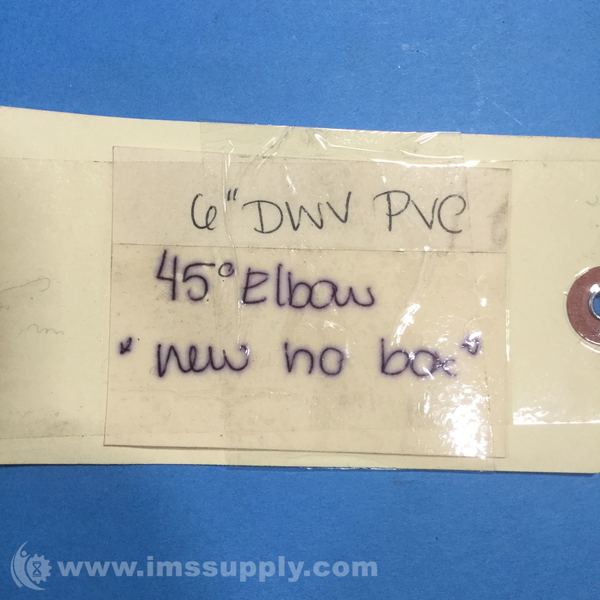 6" DWV PVC
45° Elbow
"new no box"
www.imssupply.com